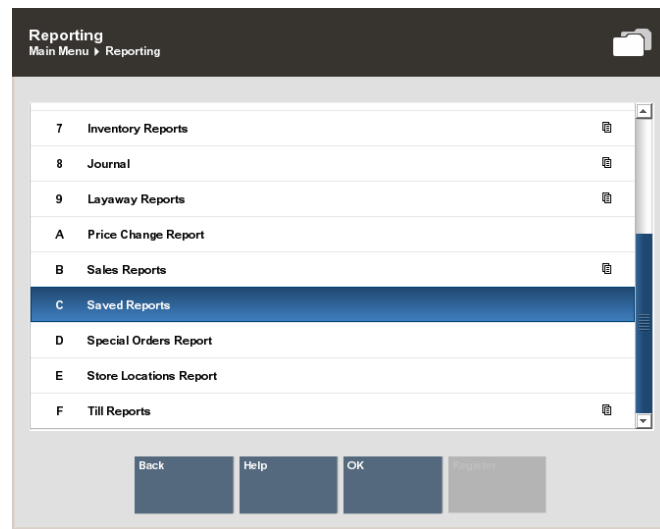 Reporting
Main Menu ▸ Reporting
7 Inventory Reports
8 Journal
9 Layaway Reports
A Price Change Report
B Sales Reports
C Saved Reports
D Special Orders Report
E Store Locations Report
F Till Reports
Back Help OK Register